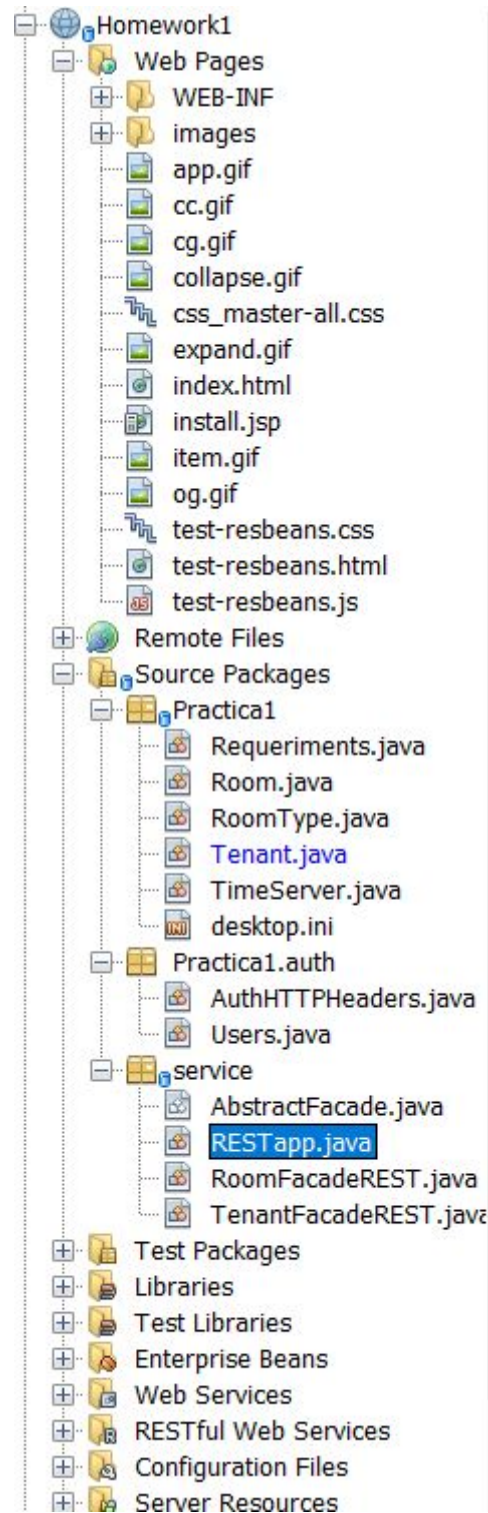 Homework1
Web Pages
WEB-INF
images
app.gif
cc.gif
cg.gif
collapse.gif
css_master-all.css
expand.gif
index.html
install.jsp
item.gif
og.gif
test-resbeans.css
test-resbeans.html
test-resbeans.js
Remote Files
Source Packages
Practica1
Requeriments.java
Room.java
RoomType.java
Tenant.java
TimeServer.java
desktop.ini
Practica1.auth
AuthHTTPHeaders.java
Users.java
service
AbstractFacade.java
RESTapp.java
RoomFacadeREST.java
TenantFacadeREST.java
Test Packages
Libraries
Test Libraries
Enterprise Beans
Web Services
RESTful Web Services
Configuration Files
Server Resources